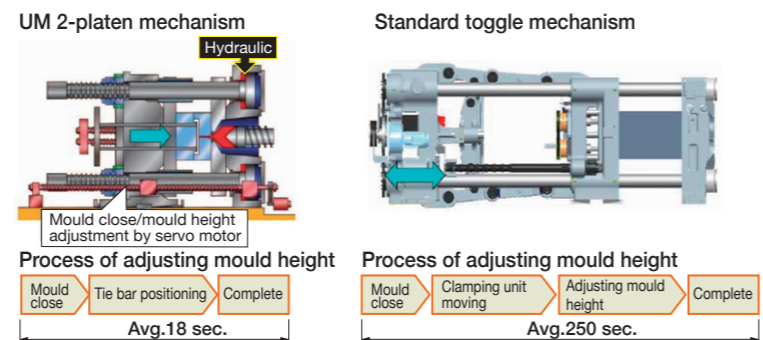 UM 2-platen mechanism
Hydraulic
Mould close/mould height
adjustment by servo motor
Process of adjusting mould height
Mould
close
Tie bar positioning
Complete
Avg.18 sec.
Standard toggle mechanism
Process of adjusting mould height
Mould
close
Clamping unit
moving
Adjusting mould
height
Complete
Avg.250 sec.